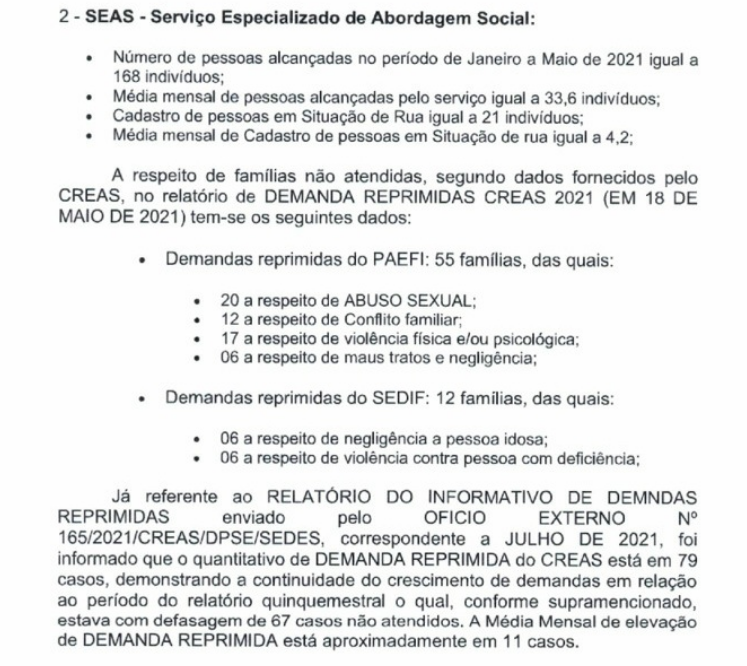 2 - SEAS - Serviço Especializado de Abordagem Social:
• Número de pessoas alcançadas no período de Janeiro a Maio de 2021 igual a
168 indivíduos;
• Média mensal de pessoas alcançadas pelo serviço igual a 33,6 indivíduos;
• Cadastro de pessoas em Situação de Rua igual a 21 indivíduos;
• Média mensal de Cadastro de pessoas em Situação de rua igual a 4,2;
A respeito de famílias não atendidas, segundo dados fornecidos pelo
CREAS, no relatório de DEMANDA REPRIMIDAS CREAS 2021 (EM 18 DE
MAIO DE 2021) tem-se os seguintes dados:
• Demandas reprimidas do PAEFI: 55 famílias, das quais:
• 20 a respeito de ABUSO SEXUAL;
• 12 a respeito de Conflito familiar;
• 17 a respeito de violência física e/ou psicológica;
• 06 a respeito de maus tratos e negligência;
• Demandas reprimidas do SEDIF: 12 famílias, das quais:
• 06 a respeito de negligência a pessoa idosa;
• 06 a respeito de violência contra pessoa com deficiência;
Já referente ao RELATÓRIO DO INFORMATIVO DE DEMNDAS
REPRIMIDAS enviado pelo OFICIO EXTERNO Nº
165/2021/CREAS/DPSE/SEDES, correspondente a JULHO DE 2021, foi
informado que o quantitativo de DEMANDA REPRIMIDA do CREAS está em 79
casos, demonstrando a continuidade do crescimento de demandas em relação
ao período do relatório quinquemestral o qual, conforme supramencionado,
estava com defasagem de 67 casos não atendidos. A Média Mensal de elevação
de DEMANDA REPRIMIDA está aproximadamente em 11 casos.